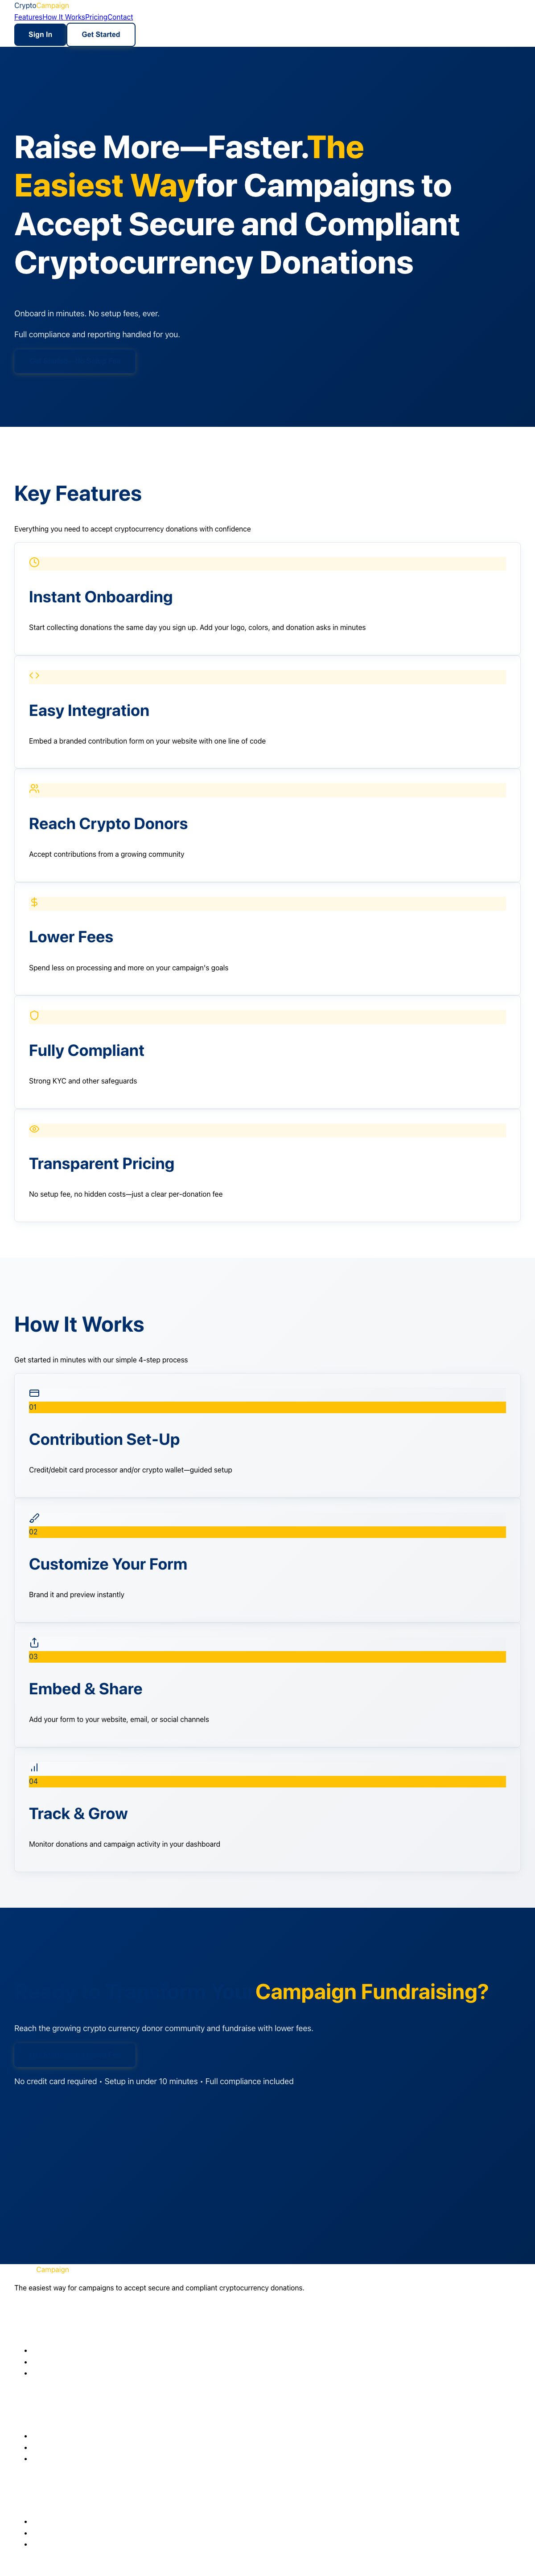 CryptoCampaign
FeaturesHow It WorksPricingContact
Sign In
Get Started
Raise More—Faster.The
Easiest Wayfor Campaigns to
Accept Secure and Compliant
Cryptocurrency Donations
Onboard in minutes. No setup fees, ever.
Full compliance and reporting handled for you.
Key Features
Everything you need to accept cryptocurrency donations with confidence
Instant Onboarding
Start collecting donations the same day you sign up. Add your logo, colors, and donation asks in minutes
Easy Integration
Embed a branded contribution form on your website with one line of code
Reach Crypto Donors
Accept contributions from a growing community
Lower Fees
Spend less on processing and more on your campaign's goals
Fully Compliant
Strong KYC and other safeguards
Transparent Pricing
No setup fee, no hidden costs—just a clear per-donation fee
How It Works
Get started in minutes with our simple 4-step process
01
Contribution Set-Up
Credit/debit card processor and/or crypto wallet—guided setup
02
Customize Your Form
Brand it and preview instantly
03
Embed & Share
Add your form to your website, email, or social channels
04
Track & Grow
Monitor donations and campaign activity in your dashboard
Campaign Fundraising?
Reach the growing crypto currency donor community and fundraise with lower fees.
No credit card required • Setup in under 10 minutes • Full compliance included
Campaign
The easiest way for campaigns to accept secure and compliant cryptocurrency donations.